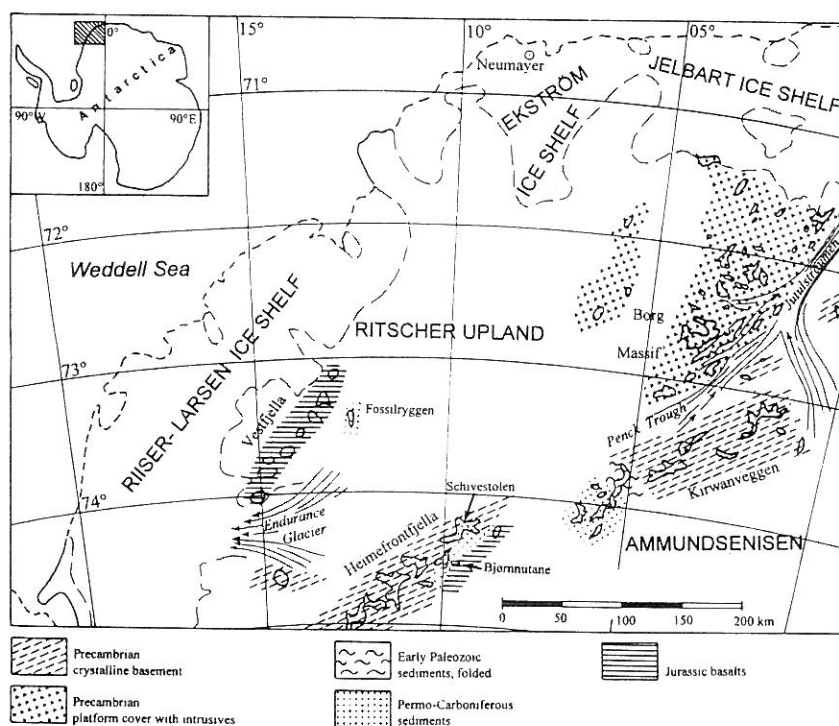 0°
Antarctica
90°W
90°E
180°
15°
10°
05°
71°
Neumayer
JELBART ICE SHELF
EKSTRÖM
ICE SHELF
72°
Weddell Sea
RIISER-LARSEN ICE SHELF
RITSCHER UPLAND
Borg
Massif
Jutulstraumen
73°
Vestfjella
Fossilryggen
Penck Trough
Kirwanveggen
74°
Endurance
Glacier
Schivestolen
Heimefrontfjella
Bjørnnutane
AMMUNDSENISEN
0 50 100 150 200 km
Precambrian
crystalline basement
Early Paleozoic
sediments, folded
Jurassic basalts
Precambrian
platform cover with intrusives
Permo-Carboniferous
sediments